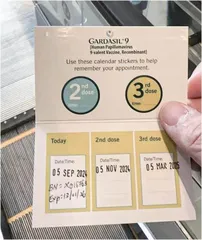 GARDASIL®9
[Human Papillomavirus
9-valent Vaccine, Recombinant]
Use these calendar stickers to help
remember your appointment.
2nd
dose
3rd
dose
Today
2nd dose
3rd dose
Date/Time
Date/Time
Date/Time
05 SEP 2024
05 NOV 2024
05 MAR 2025